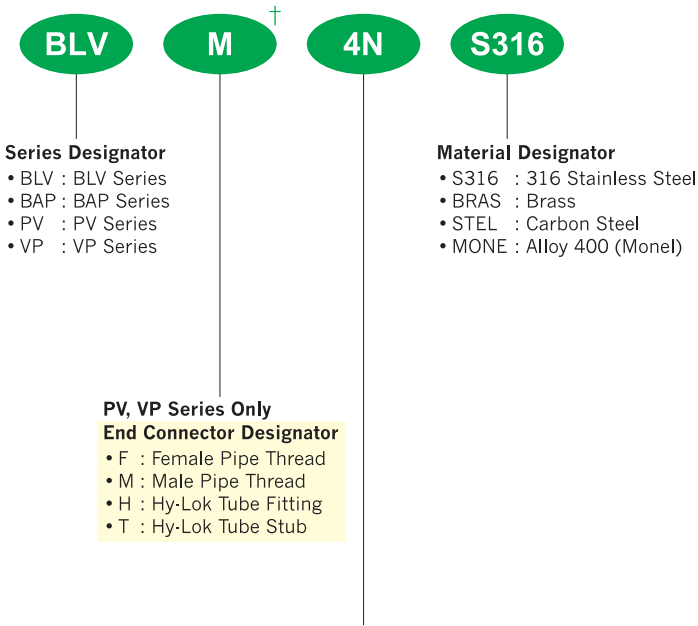 BLV M † 4N S316
Series Designator
• BLV : BLV Series
• BAP : BAP Series
• PV : PV Series
• VP : VP Series
Material Designator
• S316 : 316 Stainless Steel
• BRAS : Brass
• STEL : Carbon Steel
• MONE : Alloy 400 (Monel)
PV, VP Series Only
End Connector Designator
• F : Female Pipe Thread
• M : Male Pipe Thread
• H : Hy-Lok Tube Fitting
• T : Hy-Lok Tube Stub